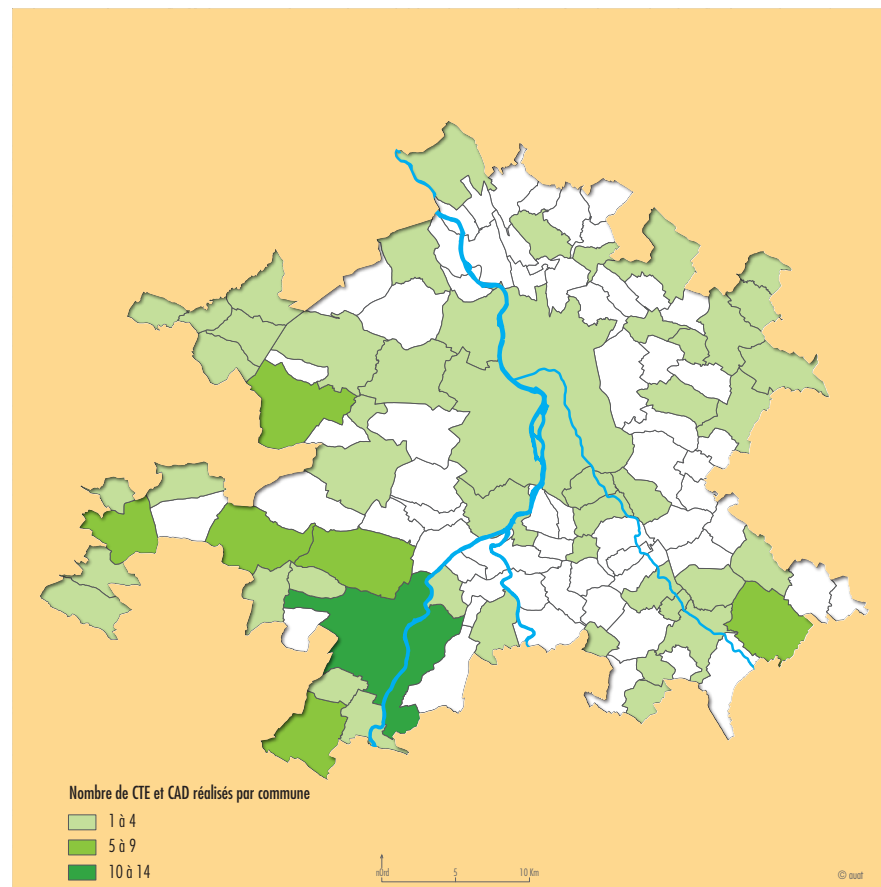 Nombre de CTE et CAD réalisés par commune
1 à 4
5 à 9
10 à 14
nord
5
10 Km
© auat